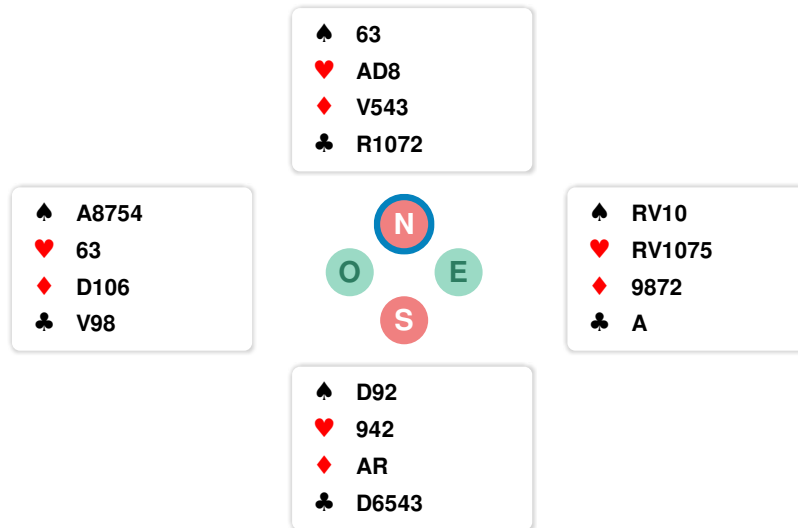 ♠ 63
♥ AD8
♦ V543
♣ R1072
♠ A8754
♥ 63
♦ D106
♣ V98
N
O E
S
♠ RV10
♥ RV1075
♦ 9872
♣ A
♠ D92
♥ 942
♦ AR
♣ D6543